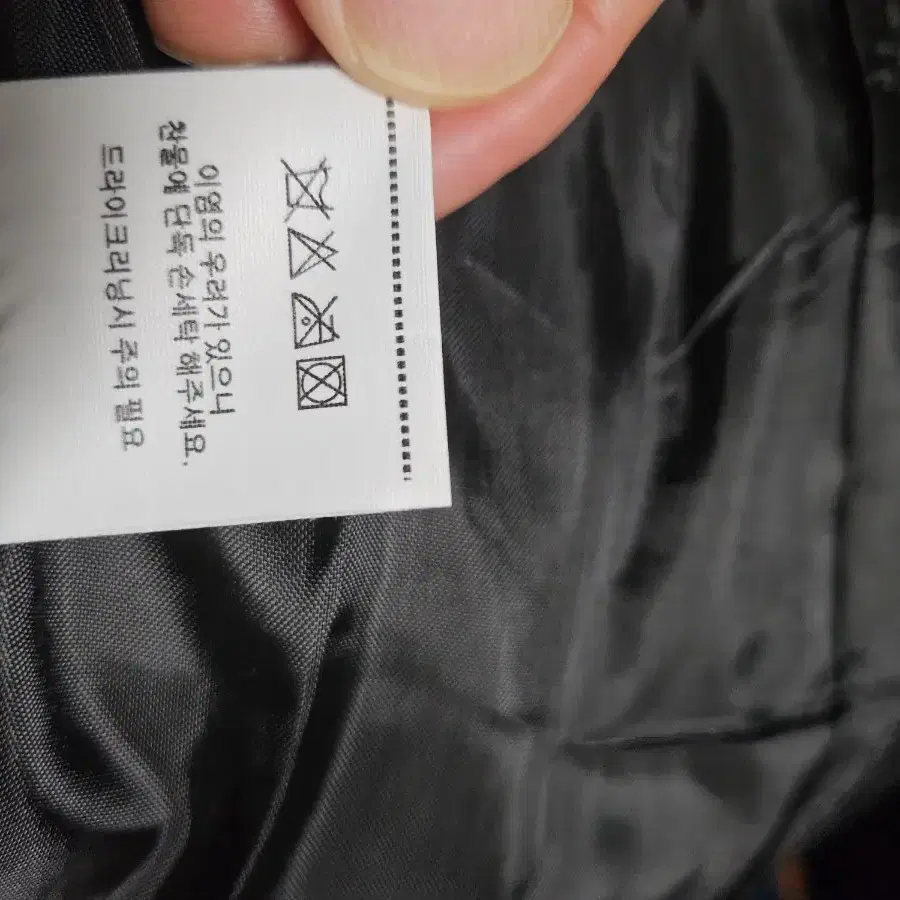 이염의 우려가 있으니
찬물에 단독 손세탁 해주세요.
드라이크리닝시 주의 필요